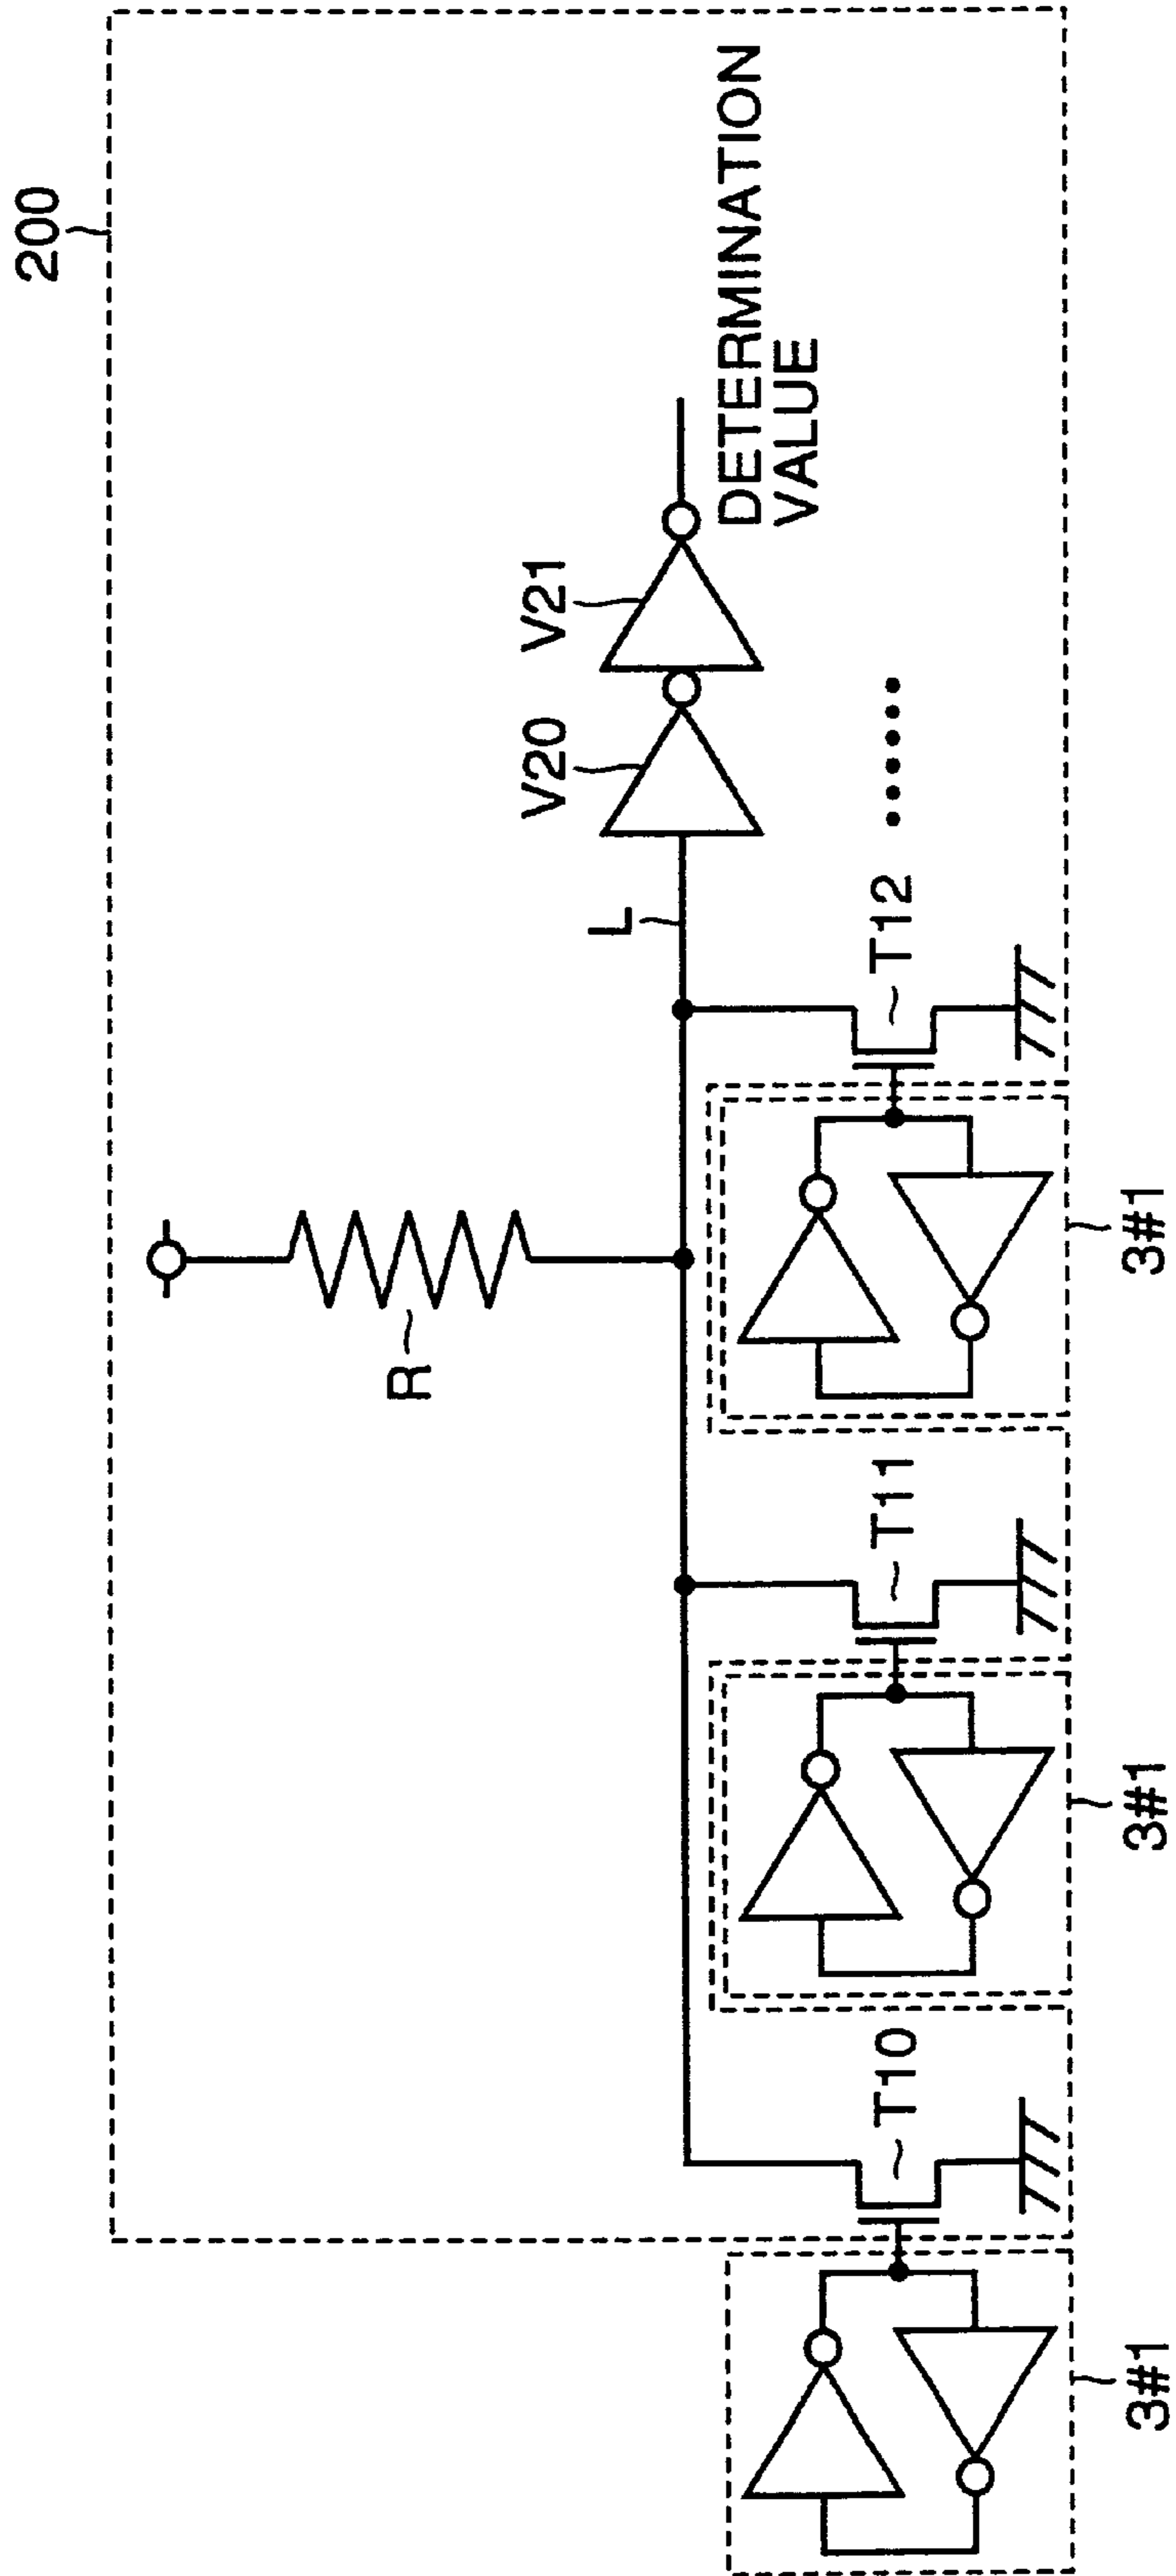 200
R
L
V20
V21
DETERMINATION
VALUE
T10
T11
T12
3#1
3#1
3#1